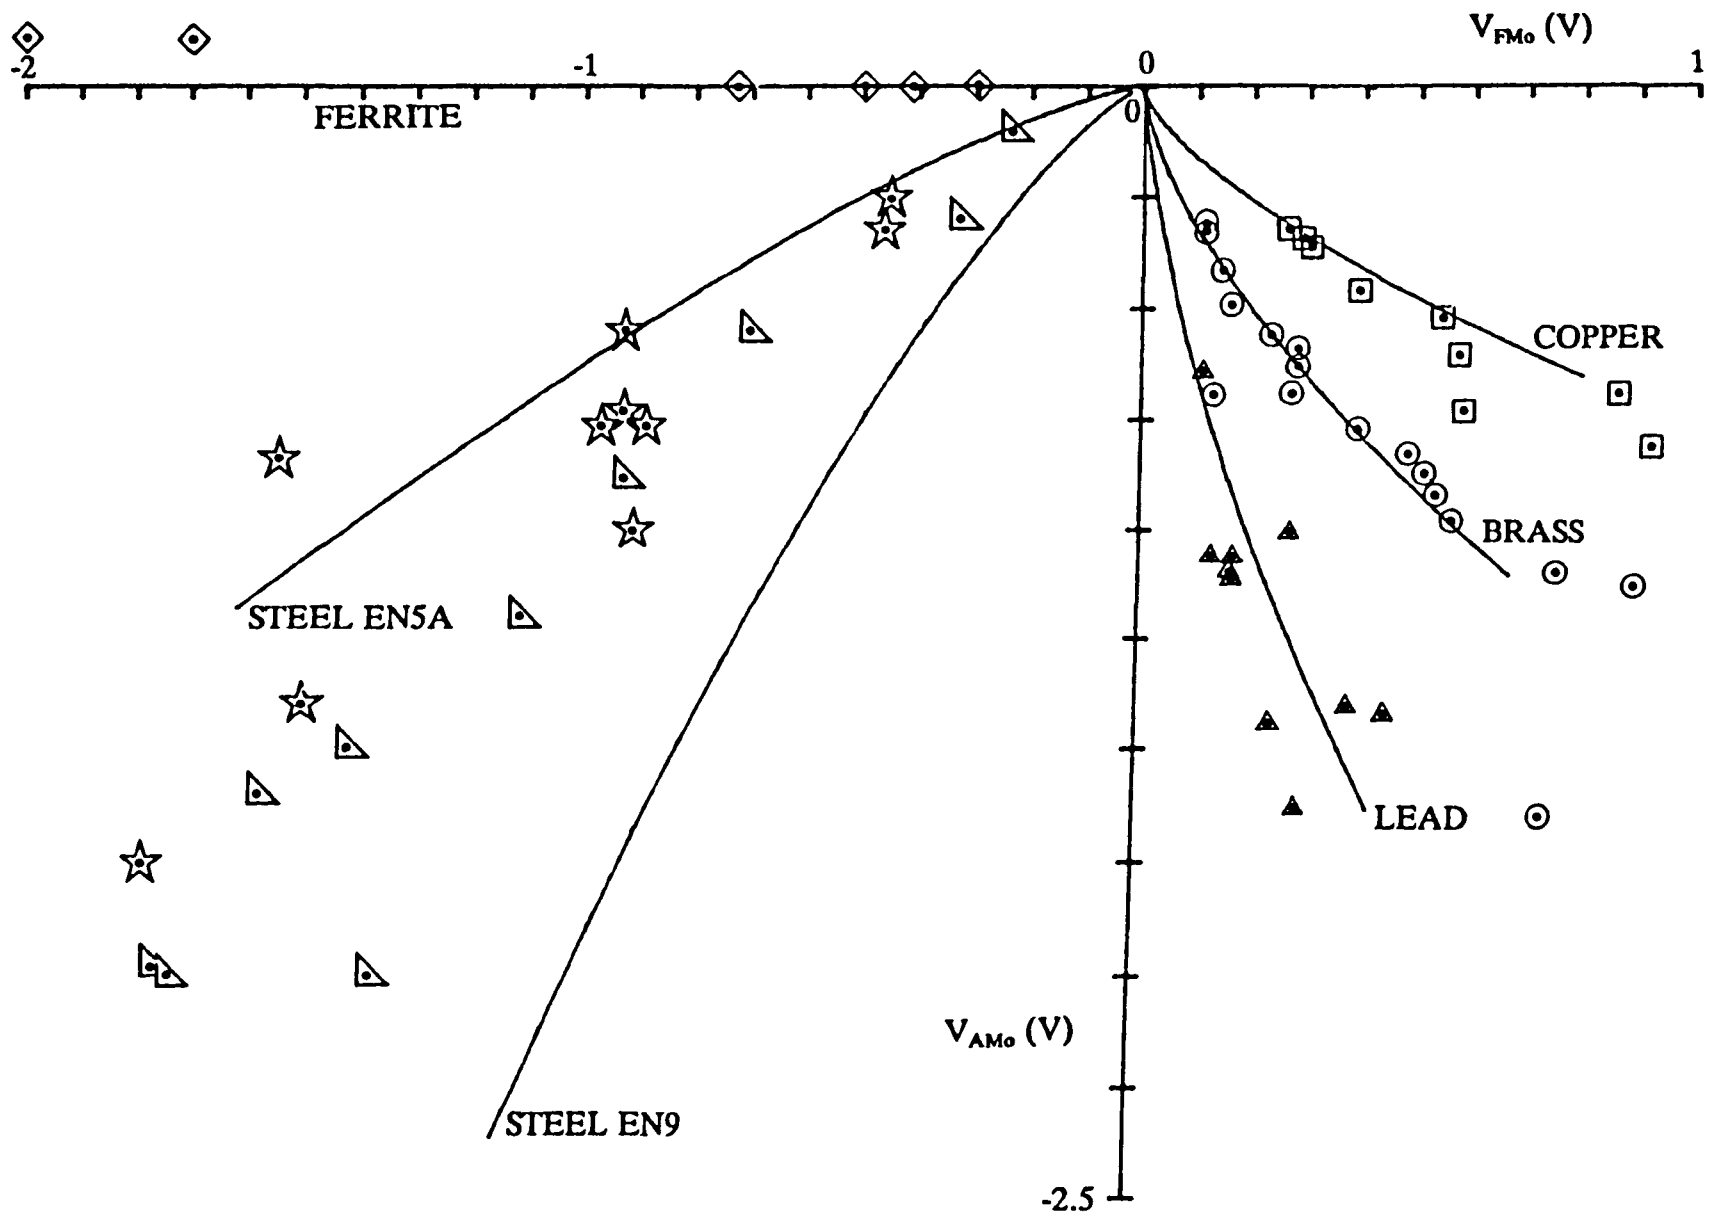 V_FMo (V)
-2 -1 0 1
FERRITE
0
COPPER
BRASS
STEEL EN5A
LEAD
V_AMo (V)
STEEL EN9
-2.5